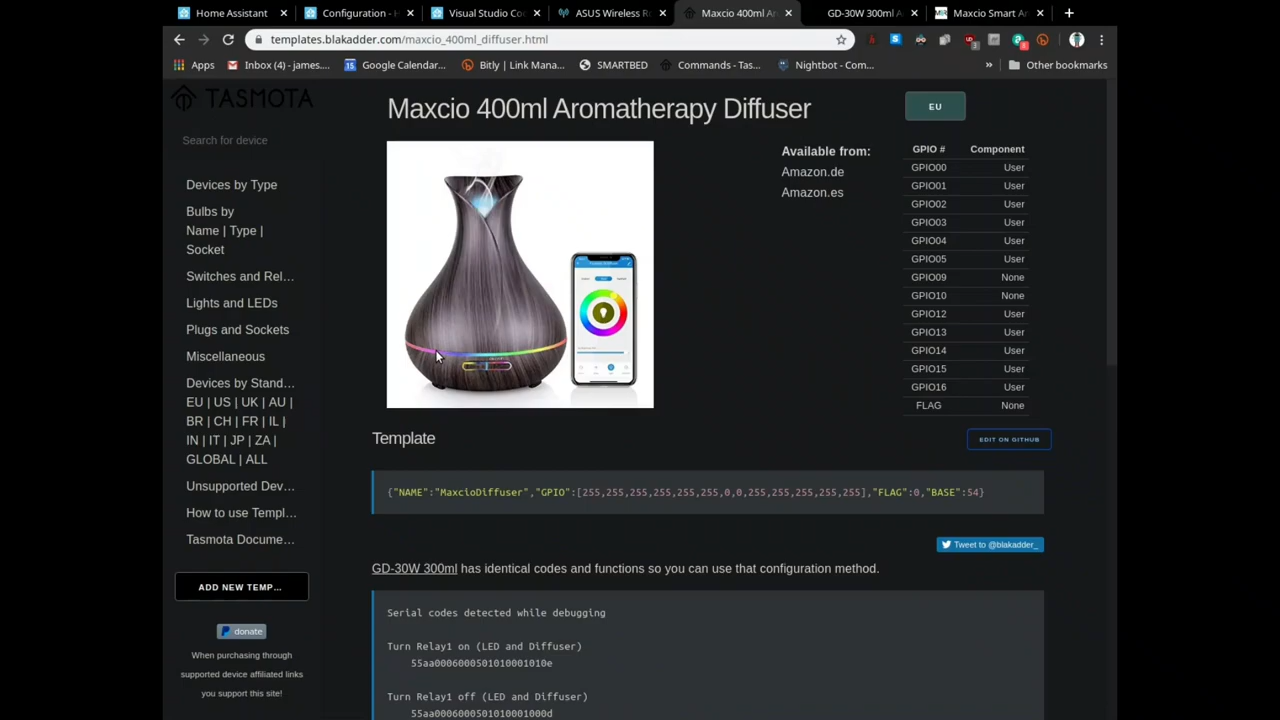 Home Assistant
Configuration - H
Visual Studio Co
ASUS Wireless R
Maxcio 400ml Ar
GD-30W 300ml A
Maxcio Smart Ar
templates.blakadder.com/maxcio_400ml_diffuser.html
Apps
Inbox (4) - james....
Google Calendar...
Bitly | Link Mana...
SMARTBED
Commands - Tas...
Nightbot - Com...
»
Other bookmarks
TASMOTA
Search for device
Devices by Type
Bulbs by
Name | Type |
Socket
Switches and Rel...
Lights and LEDs
Plugs and Sockets
Miscellaneous
Devices by Stand...
EU | US | UK | AU |
BR | CH | FR | IL |
IN | IT | JP | ZA |
GLOBAL | ALL
Unsupported Dev...
How to use Templ...
Tasmota Docume...
ADD NEW TEMP...
donate
When purchasing through
supported device affiliated links
you support this site!
Maxcio 400ml Aromatherapy Diffuser
EU
Available from:
Amazon.de
Amazon.es
GPIO # Component
GPIO00 User
GPIO01 User
GPIO02 User
GPIO03 User
GPIO04 User
GPIO05 User
GPIO09 None
GPIO10 None
GPIO12 User
GPIO13 User
GPIO14 User
GPIO15 User
GPIO16 User
FLAG None
Template
EDIT ON GITHUB
{"NAME":"MaxcioDiffuser","GPIO":[255,255,255,255,255,255,0,0,255,255,255,255,255],"FLAG":0,"BASE":54}
Tweet to @blakadder_
GD-30W 300ml has identical codes and functions so you can use that configuration method.
Serial codes detected while debugging
Turn Relay1 on (LED and Diffuser)
55aa0006000501010001010e
Turn Relay1 off (LED and Diffuser)
55aa0006000501010001000d